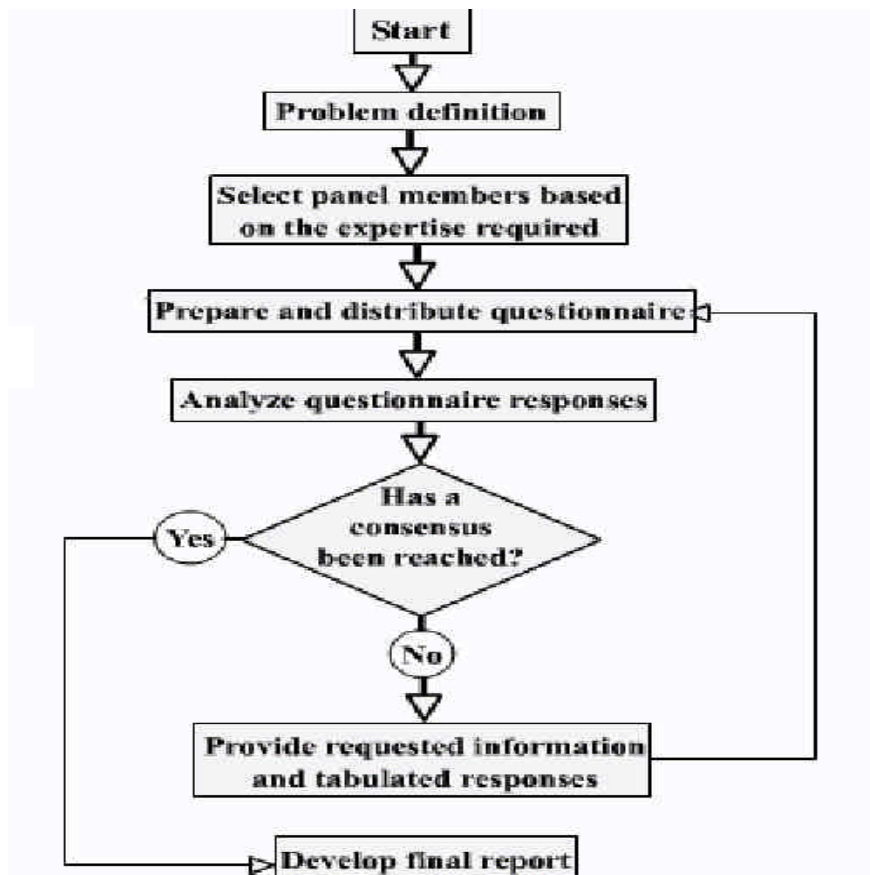 Start
Problem definition
Select panel members based
on the expertise required
Prepare and distribute questionnaire
Analyze questionnaire responses
Has a
consensus
been reached?
Yes
No
Provide requested information
and tabulated responses
Develop final report